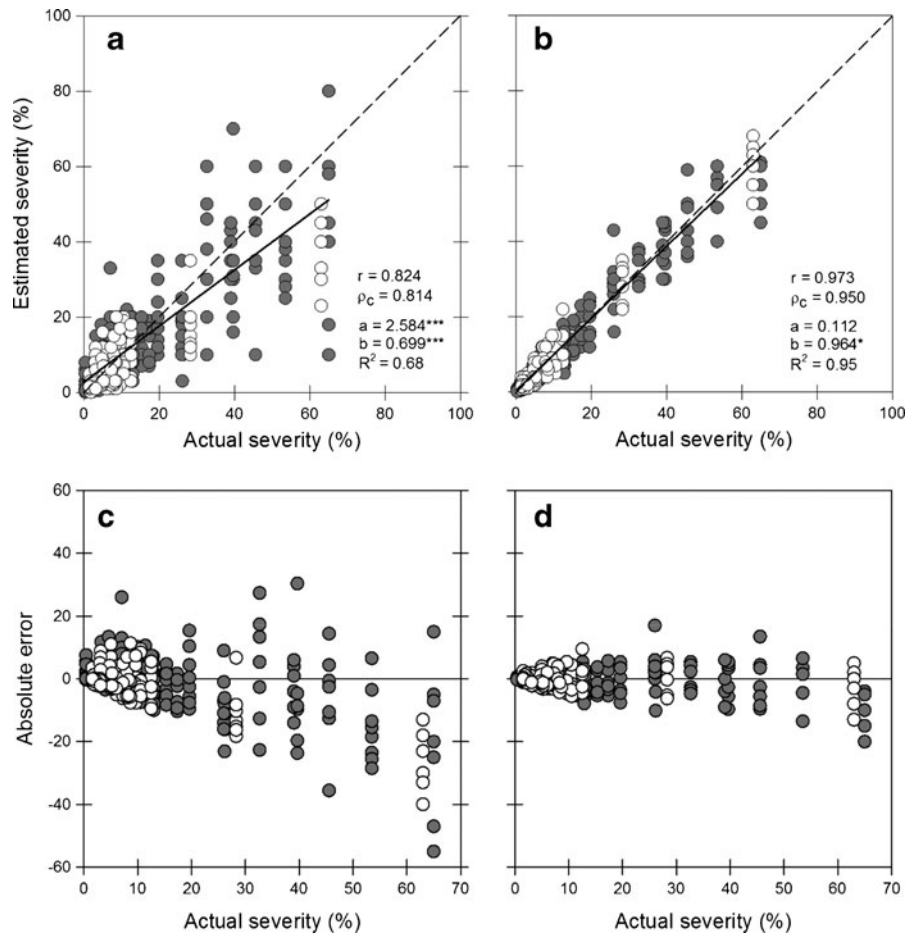 a
b
Estimated severity (%)
100
80
60
40
20
0
r = 0.824
ρc = 0.814
a = 2.584***
b = 0.699***
R² = 0.68
r = 0.973
ρc = 0.950
a = 0.112
b = 0.964*
R² = 0.95
0 20 40 60 80 100
0 20 40 60 80 100
Actual severity (%)
Actual severity (%)
c
d
Absolute error
60
40
20
0
-20
-40
-60
0 10 20 30 40 50 60 70
0 10 20 30 40 50 60 70
Actual severity (%)
Actual severity (%)